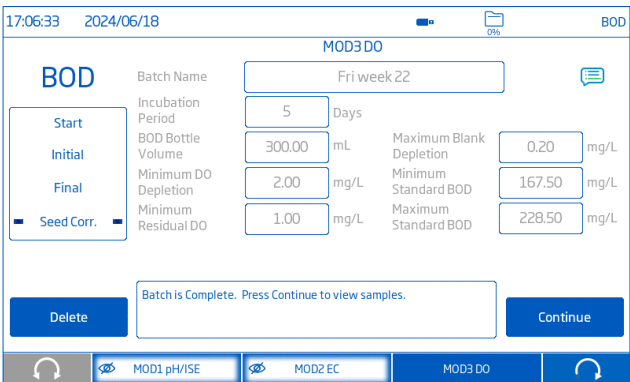 17:06:33 2024/06/18 0% BOD
MOD3 DO
BOD
Batch Name Fri week 22
Start
Initial
Final
Seed Corr.
Incubation
Period 5 Days
BOD Bottle
Volume 300.00 mL
Maximum Blank
Depletion 0.20 mg/L
Minimum DO
Depletion 2.00 mg/L
Minimum
Standard BOD 167.50 mg/L
Minimum
Residual DO 1.00 mg/L
Maximum
Standard BOD 228.50 mg/L
Batch is Complete. Press Continue to view samples.
Delete
Continue
MOD1 pH/ISE MOD2 EC MOD3 DO